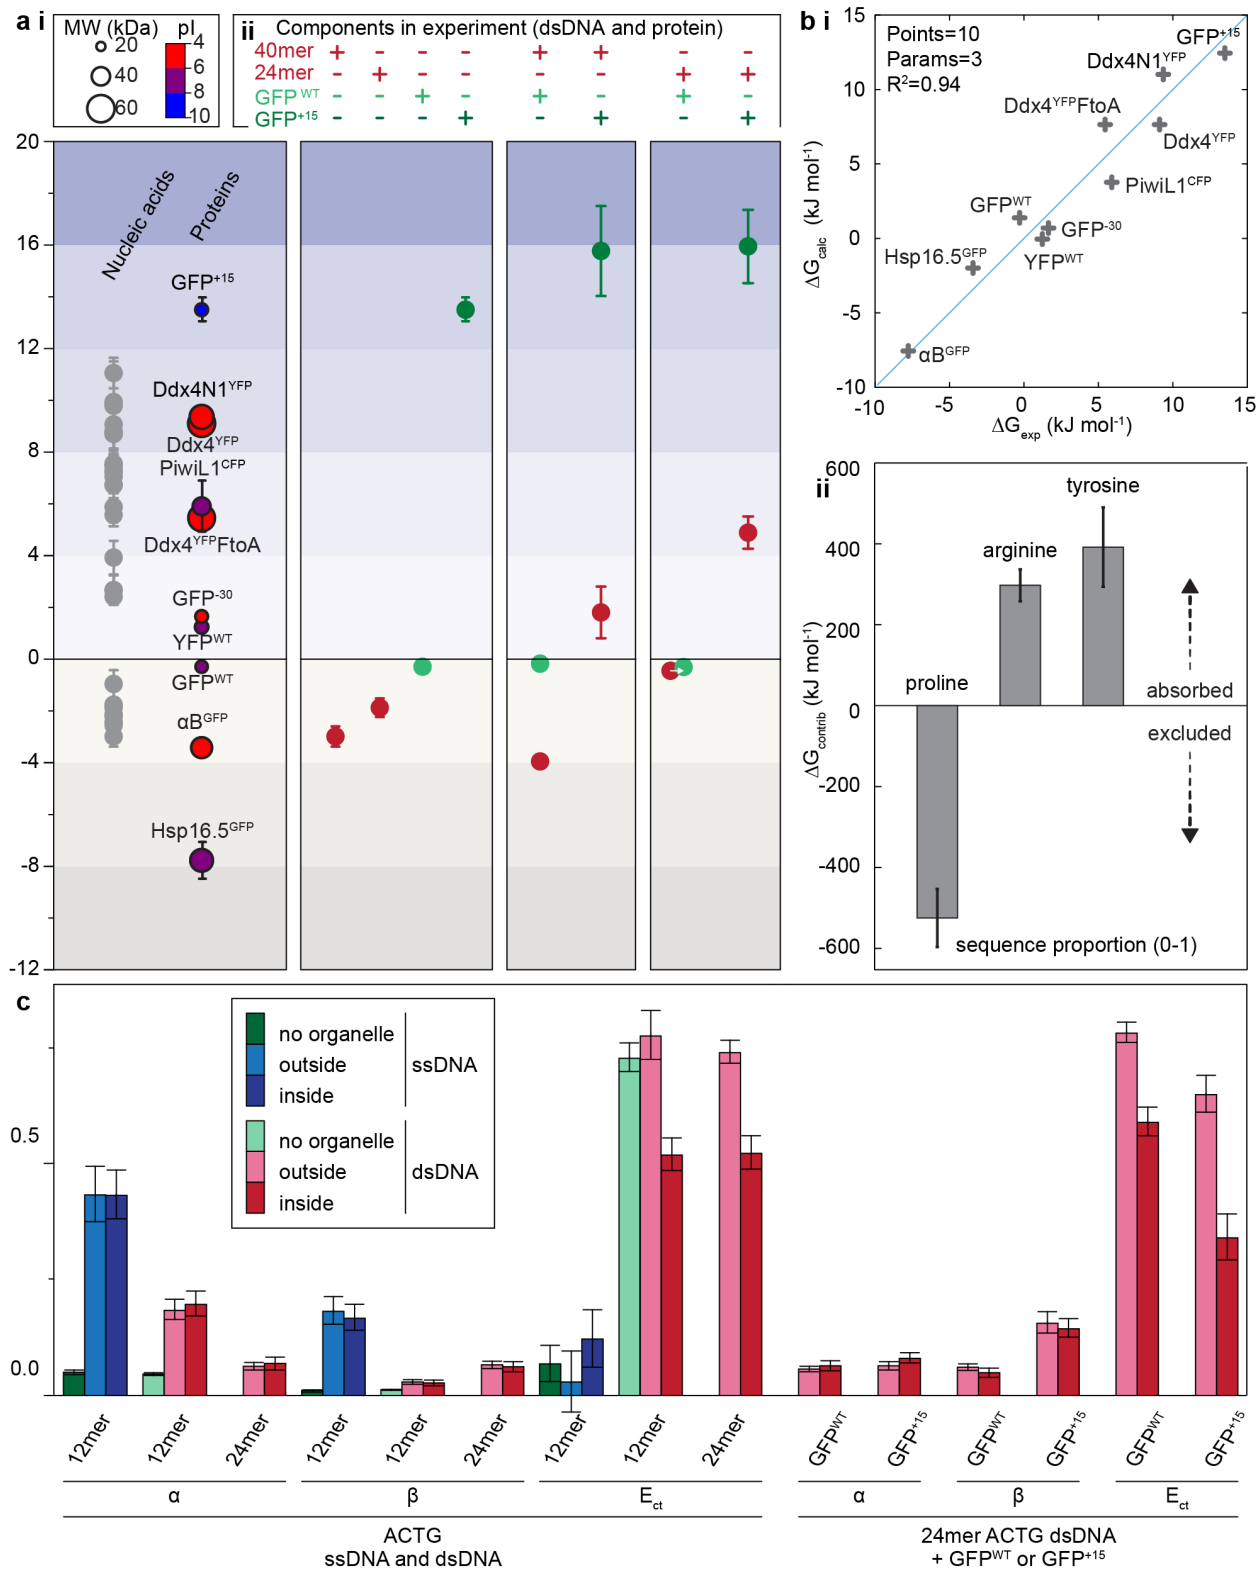 a i
MW (kDa) pI
20
40
60
4
6
8
10
ii Components in experiment (dsDNA and protein)
40mer + - - - + + - -
24mer - + - - - - + +
GFP WT - - + - + - + -
GFP+15 - - - + - + - +
20
16
12
8
4
0
-4
-8
-12
Nucleic acids
Proteins
GFP+15
Ddx4N1YFP
Ddx4YFP
PiwiL1CFP
Ddx4YFPFtoA
GFP-30
YFPWT
GFPWT
αBGFP
Hsp16.5GFP
b i
Points=10
Params=3
R2=0.94
15
10
5
0
-5
-10
ΔGcalc (kJ mol-1)
GFP+15
Ddx4N1YFP
Ddx4YFPFtoA
Ddx4YFP
PiwiL1CFP
GFPWT
GFP-30
YFPWT
Hsp16.5GFP
αBGFP
-10 -5 0 5 10 15
ΔGexp (kJ mol-1)
ii
600
400
200
0
-200
-400
-600
ΔGcontrib (kJ mol-1)
tyrosine
arginine
proline
absorbed
excluded
sequence proportion (0-1)
c
no organelle
outside
inside
ssDNA
no organelle
outside
inside
dsDNA
0.5
0.0
12mer 12mer 24mer 12mer 12mer 24mer 12mer 12mer 24mer GFPWT GFP+15 GFPWT GFP+15 GFPWT GFP+15
α β Ect α β Ect
ACTG
ssDNA and dsDNA
24mer ACTG dsDNA
+ GFPWT or GFP+15